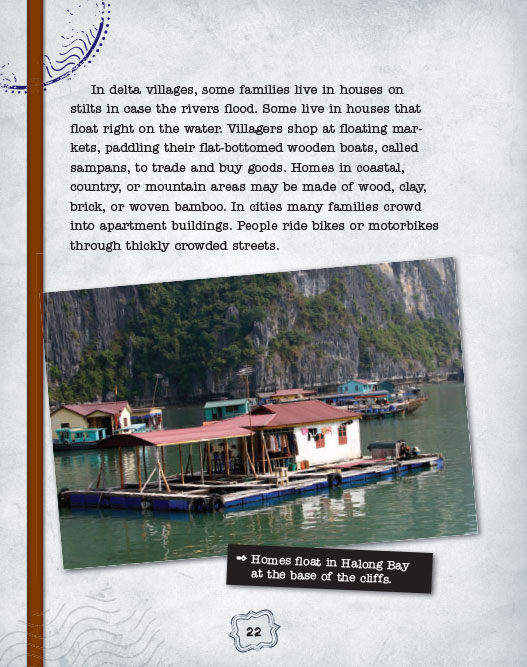 In delta villages, some families live in houses on
stilts in case the rivers flood. Some live in houses that
float right on the water. Villagers shop at floating mar-
kets, paddling their flat-bottomed wooden boats, called
sampans, to trade and buy goods. Homes in coastal,
country, or mountain areas may be made of wood, clay,
brick, or woven bamboo. In cities many families crowd
into apartment buildings. People ride bikes or motorbikes
through thickly crowded streets.
Homes float in Halong Bay
at the base of the cliffs.
22